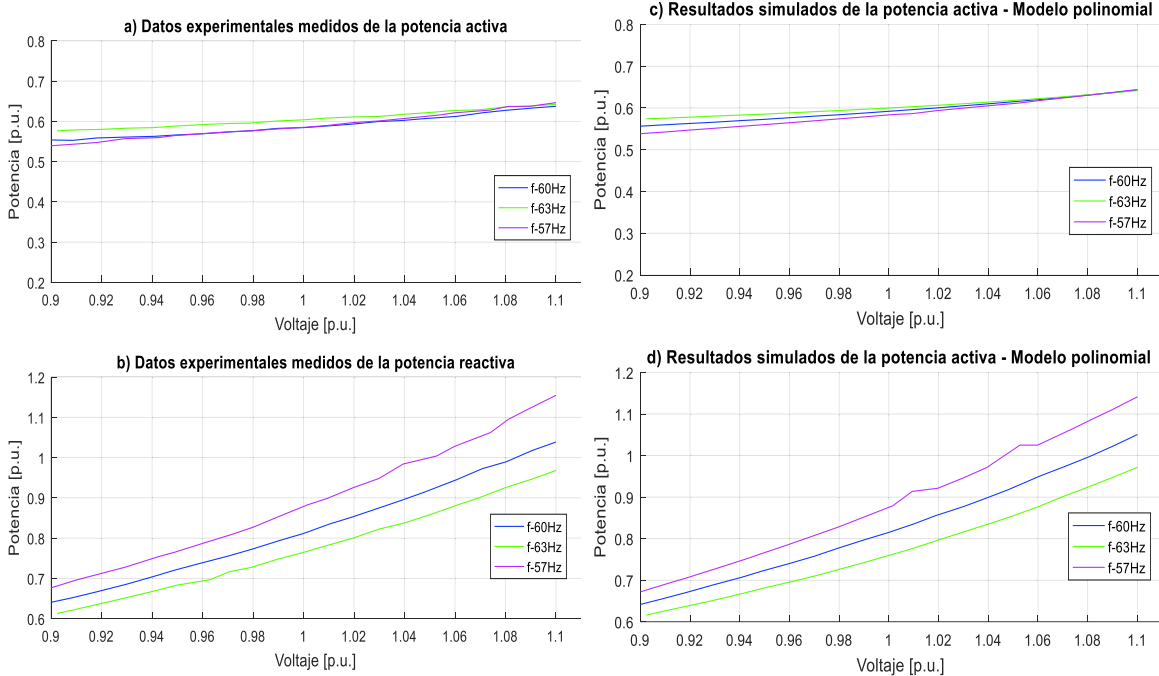 a) Datos experimentales medidos de la potencia activa
0.8
0.7
0.6
0.5
0.4
0.3
0.2
Potencia [p.u.]
f-60Hz
f-63Hz
f-57Hz
0.9 0.92 0.94 0.96 0.98 1 1.02 1.04 1.06 1.08 1.1
Voltaje [p.u.]
c) Resultados simulados de la potencia activa - Modelo polinomial
0.8
0.7
0.6
0.5
0.4
0.3
0.2
Potencia [p.u.]
f-60Hz
f-63Hz
f-57Hz
0.9 0.92 0.94 0.96 0.98 1 1.02 1.04 1.06 1.08 1.1
Voltaje [p.u.]
b) Datos experimentales medidos de la potencia reactiva
1.2
1.1
1
0.9
0.8
0.7
0.6
Potencia [p.u.]
f-60Hz
f-63Hz
f-57Hz
0.9 0.92 0.94 0.96 0.98 1 1.02 1.04 1.06 1.08 1.1
Voltaje [p.u.]
d) Resultados simulados de la potencia activa - Modelo polinomial
1.2
1.1
1
0.9
0.8
0.7
0.6
Potencia [p.u.]
f-60Hz
f-63Hz
f-57Hz
0.9 0.92 0.94 0.96 0.98 1 1.02 1.04 1.06 1.08 1.1
Voltaje [p.u.]